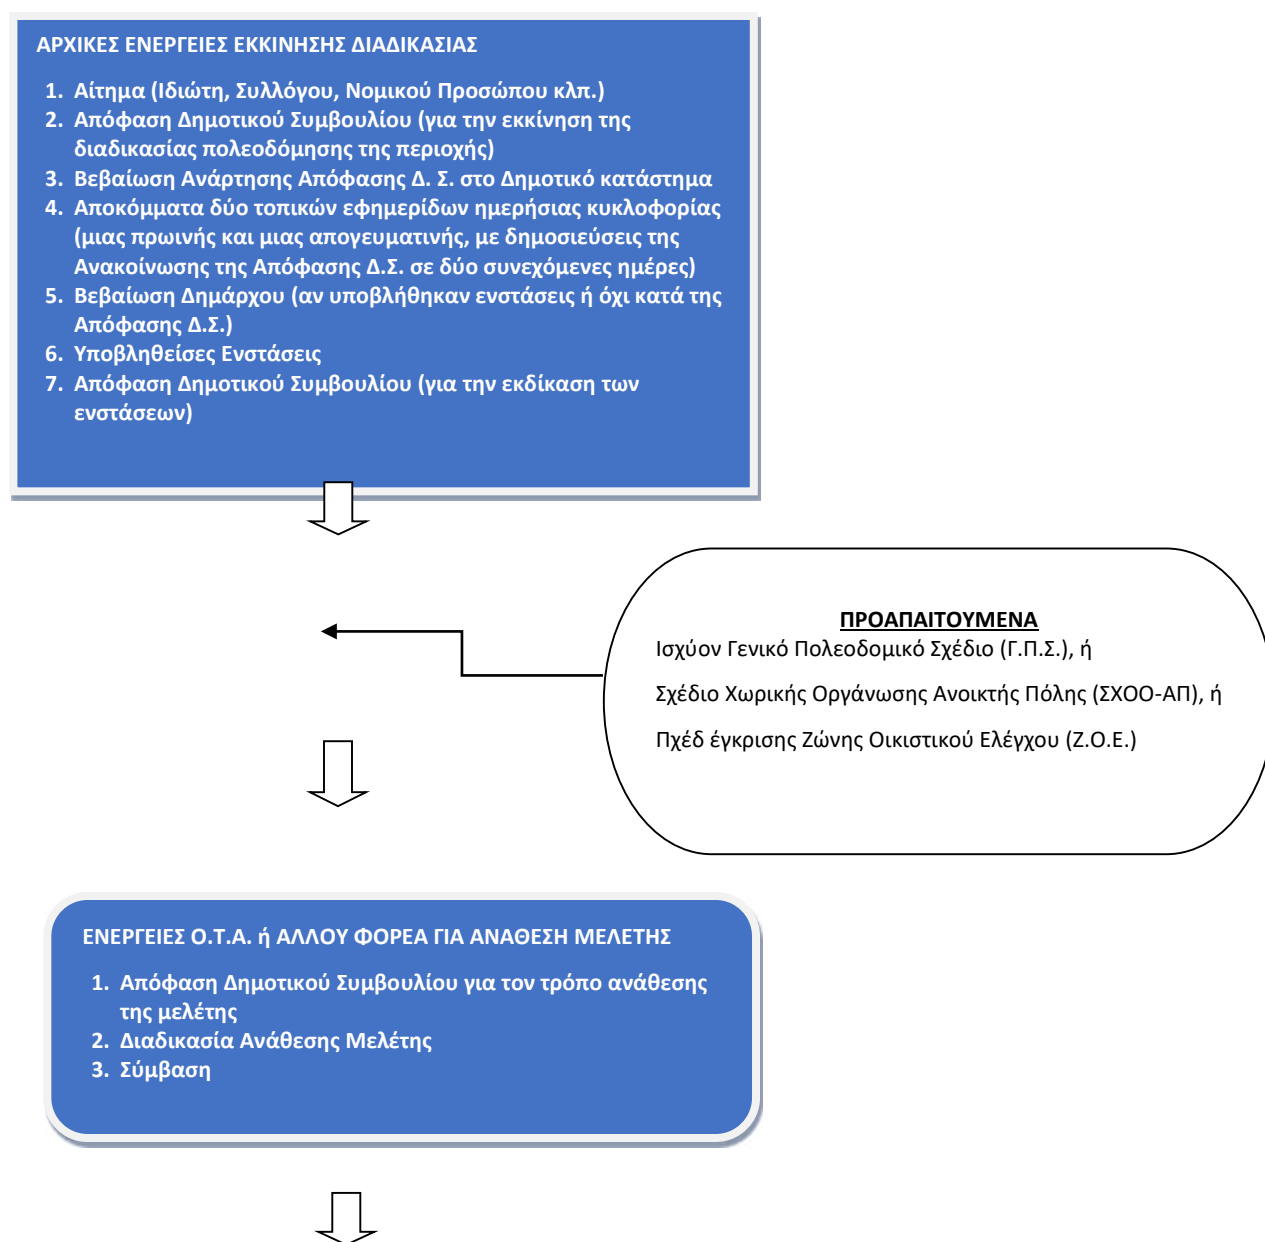 ΑΡΧΙΚΕΣ ΕΝΕΡΓΕΙΕΣ ΕΚΚΙΝΗΣΗΣ ΔΙΑΔΙΚΑΣΙΑΣ
1. Αίτημα (Ιδιώτη, Συλλόγου, Νομικού Προσώπου κλπ.)
2. Απόφαση Δημοτικού Συμβουλίου (για την εκκίνηση της
διαδικασίας πολεοδόμησης της περιοχής)
3. Βεβαίωση Ανάρτησης Απόφασης Δ. Σ. στο Δημοτικό κατάστημα
4. Αποκόμματα δύο τοπικών εφημερίδων ημερήσιας κυκλοφορίας
(μιας πρωινής και μιας απογευματινής, με δημοσιεύσεις της
Ανακοίνωσης της Απόφασης Δ.Σ. σε δύο συνεχόμενες ημέρες)
5. Βεβαίωση Δημάρχου (αν υποβλήθηκαν ενστάσεις ή όχι κατά της
Απόφασης Δ.Σ.)
6. Υποβληθείσες Ενστάσεις
7. Απόφαση Δημοτικού Συμβουλίου (για την εκδίκαση των
ενστάσεων)
ΠΡΟΑΠΑΙΤΟΥΜΕΝΑ
Ισχύον Γενικό Πολεοδομικό Σχέδιο (Γ.Π.Σ.), ή
Σχέδιο Χωρικής Οργάνωσης Ανοικτής Πόλης (ΣΧΟΟ-ΑΠ), ή
Πχέδ έγκρισης Ζώνης Οικιστικού Ελέγχου (Ζ.Ο.Ε.)
ΕΝΕΡΓΕΙΕΣ Ο.Τ.Α. ή ΑΛΛΟΥ ΦΟΡΕΑ ΓΙΑ ΑΝΑΘΕΣΗ ΜΕΛΕΤΗΣ
1. Απόφαση Δημοτικού Συμβουλίου για τον τρόπο ανάθεσης
της μελέτης
2. Διαδικασία Ανάθεσης Μελέτης
3. Σύμβαση